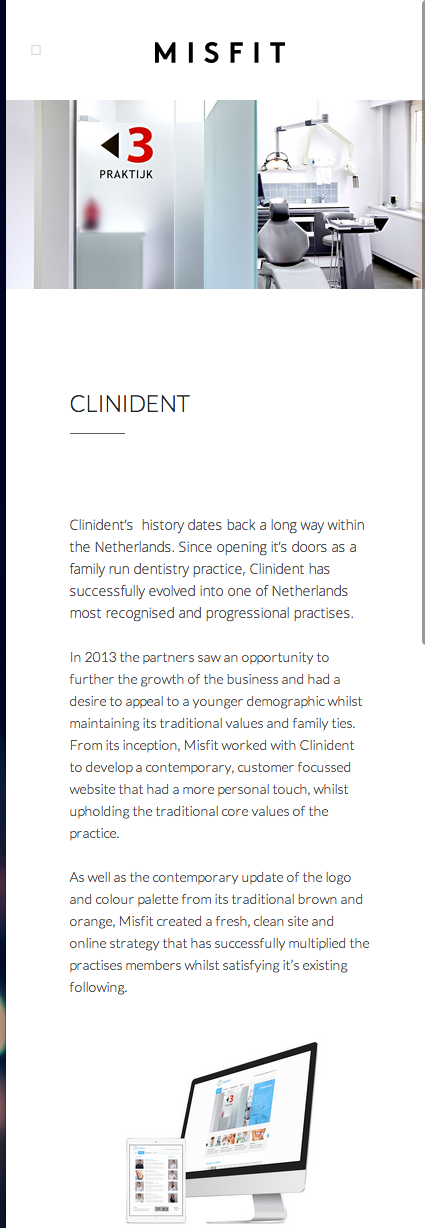 MISFIT
3
PRAKTIJK
CLINIDENT
Clinident's history dates back a long way within
the Netherlands. Since opening it's doors as a
family run dentistry practice, Clinident has
successfully evolved into one of Netherlands
most recognised and progressional practises.
In 2013 the partners saw an opportunity to
further the growth of the business and had a
desire to appeal to a younger demographic whilst
maintaining its traditional values and family ties.
From its inception, Misfit worked with Clinident
to develop a contemporary, customer focussed
website that had a more personal touch, whilst
upholding the traditional core values of the
practice.
As well as the contemporary update of the logo
and colour palette from its traditional brown and
orange, Misfit created a fresh, clean site and
online strategy that has successfully multiplied the
practises members whilst satisfying it's existing
following.
3